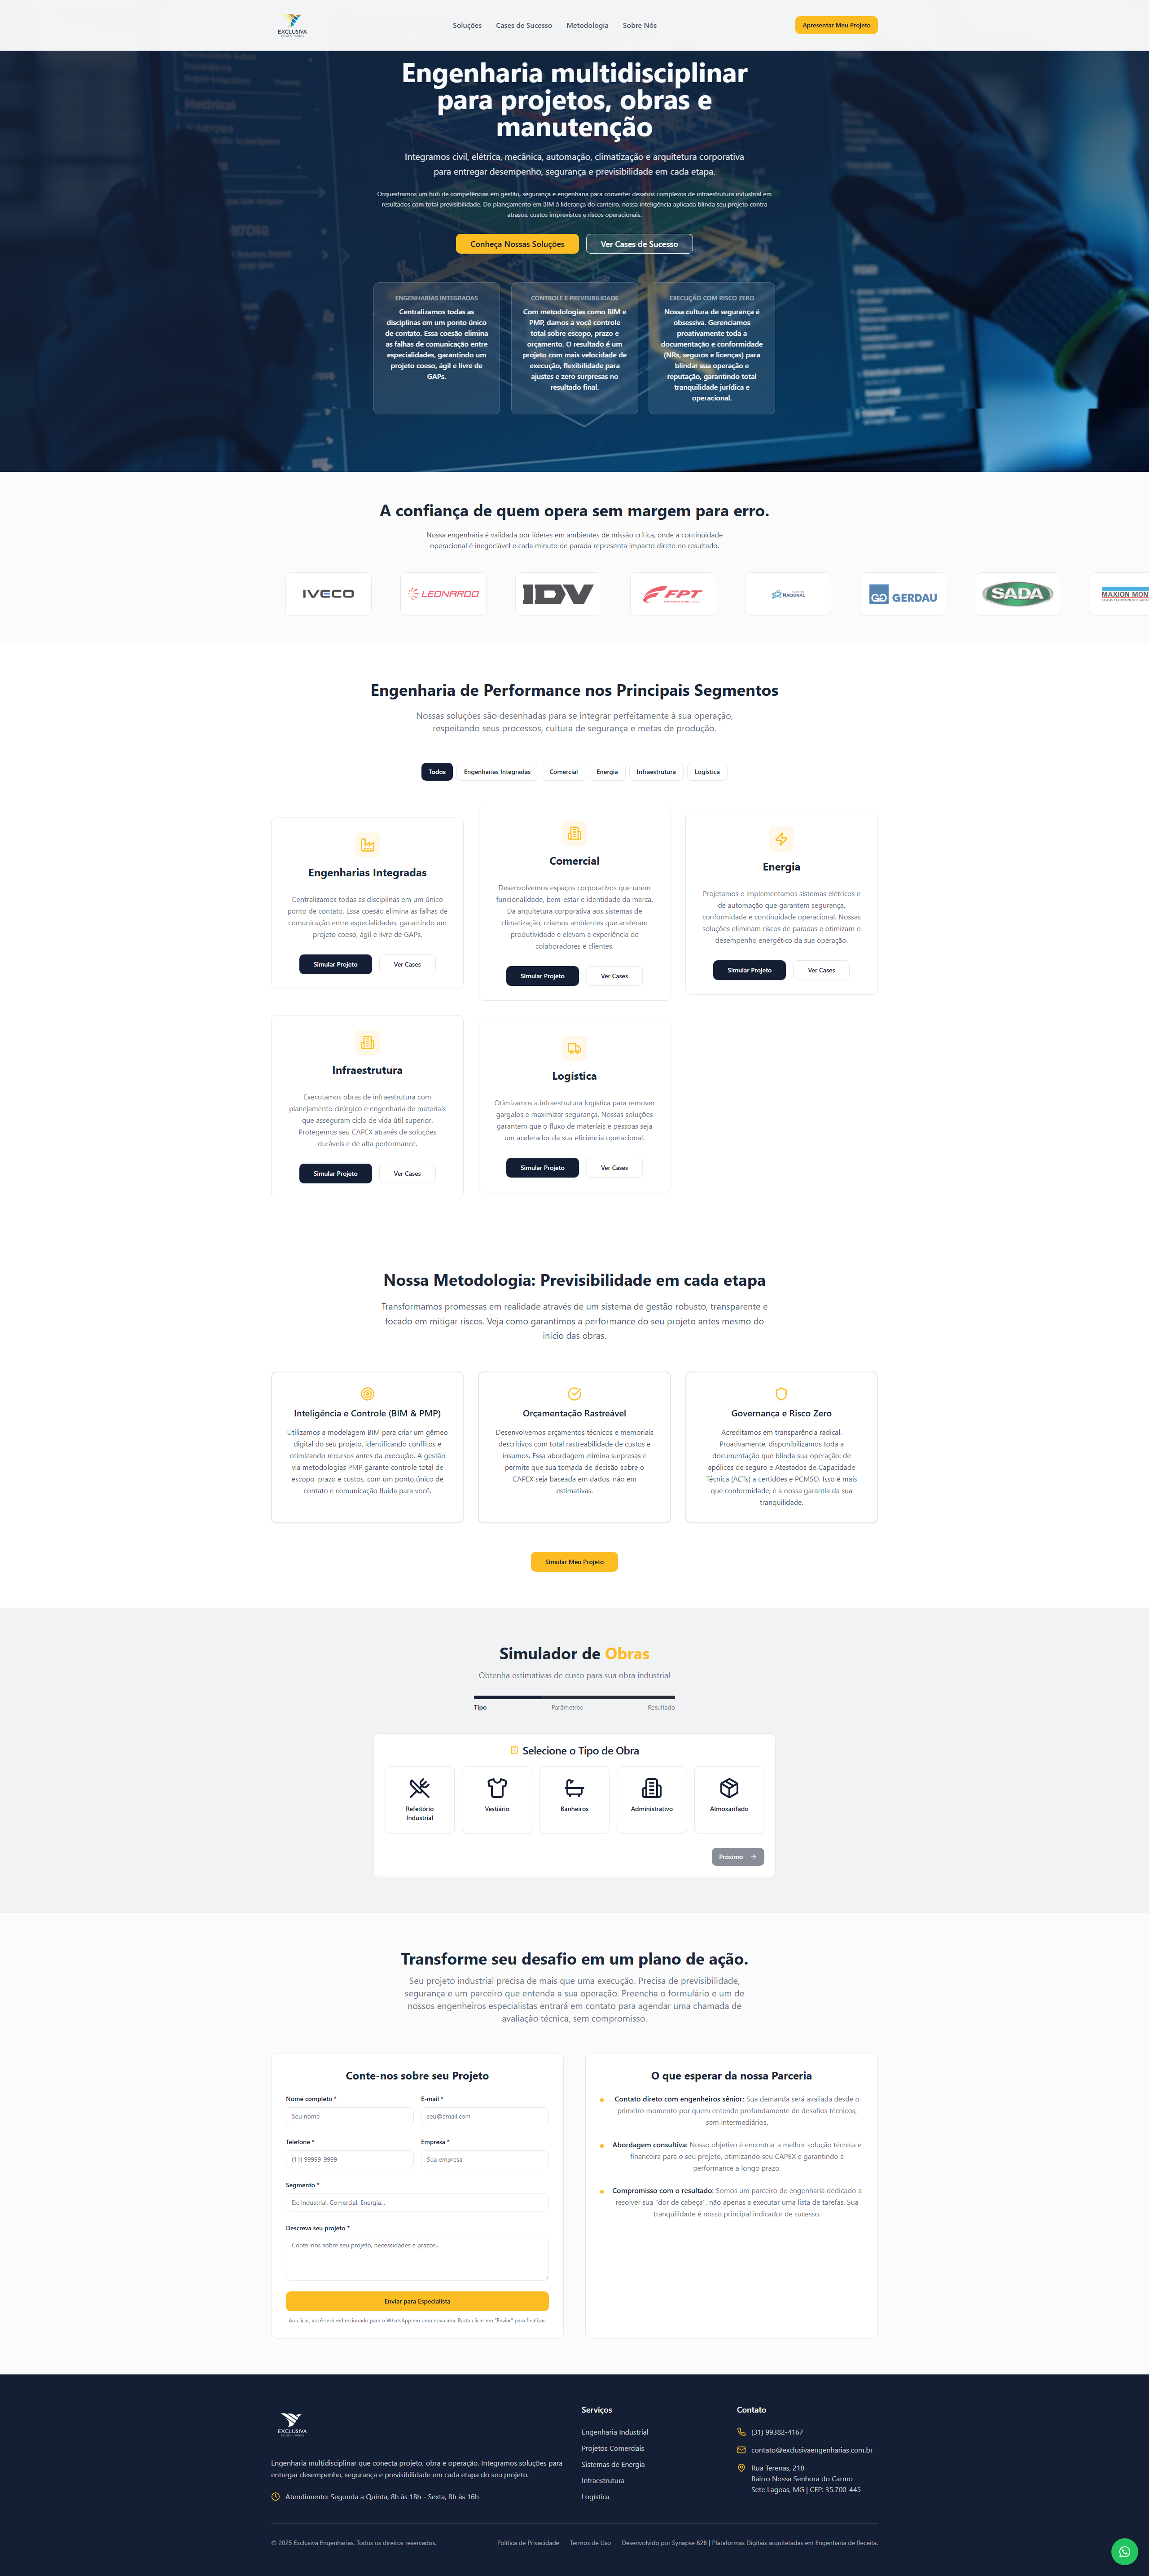 EXCLUSIVA
Soluções
Cases de Sucesso
Metodologia
Sobre Nós
Apresentar Meu Projeto
Engenharia multidisciplinar
para projetos, obras e
manutenção
Integramos civil, elétrica, mecânica, automação, climatização e arquitetura corporativa
para entregar desempenho, segurança e previsibilidade em cada etapa.
Orquestramos um hub de competências em gestão, segurança e engenharia para converter desafios complexos de infraestrutura industrial em
resultados com total previsibilidade. Do planejamento em BIM à liderança do canteiro, nossa inteligência aplicada blinda seu projeto contra
atrasos, custos imprevistos e riscos operacionais.
Conheça Nossas Soluções
Ver Cases de Sucesso
ENGENHARIAS INTEGRADAS
Centralizamos todas as
disciplinas em um ponto único
de contato. Essa coesão elimina
as falhas de comunicação entre
especialidades, garantindo um
projeto coeso, ágil e livre de
GAPs.
CONTROLE E PREVISIBILIDADE
Com metodologias como BIM e
PMP, damos a você controle
total sobre escopo, prazo e
orçamento. O resultado é um
projeto com mais velocidade de
execução, flexibilidade para
ajustes e zero surpresas no
resultado final.
EXECUÇÃO COM RISCO ZERO
Nossa cultura de segurança é
obsessiva. Gerenciamos
proativamente toda a
documentação e conformidade
(NRs, seguros e licenças) para
blindar sua operação e
reputação, garantindo total
tranquilidade jurídica e
operacional.
A confiança de quem opera sem margem para erro.
Nossa engenharia é validada por líderes em ambientes de missão crítica, onde a continuidade
operacional é inegociável e cada minuto de parada representa impacto direto no resultado.
IVECO
LEONARDO
IDV
FPT
NACIONAL
GERDAU
SADA
MAXION MON
Engenharia de Performance nos Principais Segmentos
Nossas soluções são desenhadas para se integrar perfeitamente à sua operação,
respeitando seus processos, cultura de segurança e metas de produção.
Todos
Engenharias Integradas
Comercial
Energia
Infraestrutura
Logística
Engenharias Integradas
Centralizamos todas as disciplinas em um único
ponto de contato. Essa coesão elimina as falhas de
comunicação entre especialidades, garantindo um
projeto coeso, ágil e livre de GAPs.
Simular Projeto
Ver Cases
Comercial
Desenvolvemos espaços corporativos que unem
funcionalidade, bem-estar e identidade da marca.
Da arquitetura corporativa aos sistemas de
climatização, criamos ambientes que aceleram
produtividade e elevam a experiência de
colaboradores e clientes.
Simular Projeto
Ver Cases
Energia
Projetamos e implementamos sistemas elétricos e
de automação que garantem segurança,
conformidade e continuidade operacional. Nossas
soluções eliminam riscos de paradas e otimizam o
desempenho energético da sua operação.
Simular Projeto
Ver Cases
Infraestrutura
Executamos obras de infraestrutura com
planejamento cirúrgico e engenharia de materiais
que asseguram ciclo de vida útil superior.
Protegemos seu CAPEX através de soluções
duráveis e de alta performance.
Simular Projeto
Ver Cases
Logística
Otimizamos a infraestrutura logística para remover
gargalos e maximizar segurança. Nossas soluções
garantem que o fluxo de materiais e pessoas seja
um acelerador da sua eficiência operacional.
Simular Projeto
Ver Cases
Nossa Metodologia: Previsibilidade em cada etapa
Transformamos promessas em realidade através de um sistema de gestão robusto, transparente e
focado em mitigar riscos. Veja como garantimos a performance do seu projeto antes mesmo do
início das obras.
Inteligência e Controle (BIM & PMP)
Utilizamos a modelagem BIM para criar um gêmeo
digital do seu projeto, identificando conflitos e
otimizando recursos antes da execução. A gestão
via metodologias PMP garante controle total de
escopo, prazo e custos, com um ponto único de
contato e comunicação fluida para você.
Orçamentação Rastreável
Desenvolvemos orçamentos técnicos e memoriais
descritivos com total rastreabilidade de custos e
insumos. Essa abordagem elimina surpresas e
permite que sua tomada de decisão sobre o
CAPEX seja baseada em dados, não em
estimativas.
Governança e Risco Zero
Acreditamos em transparência radical.
Proativamente, disponibilizamos toda a
documentação que blinda sua operação: de
apólices de seguro e Atestados de Capacidade
Técnica (ACTs) a certidões e PCMSO. Isso é mais
que conformidade; é a nossa garantia da sua
tranquilidade.
Simular Meu Projeto
Simulador de Obras
Obtenha estimativas de custo para sua obra industrial
Tipo
Parâmetros
Resultado
Selecione o Tipo de Obra
Refeitório
Industrial
Vestiário
Banheiros
Administrativo
Almoxarifado
Próximo
Transforme seu desafio em um plano de ação.
Seu projeto industrial precisa de mais que uma execução. Precisa de previsibilidade,
segurança e um parceiro que entenda a sua operação. Preencha o formulário e um de
nossos engenheiros especialistas entrará em contato para agendar uma chamada de
avaliação técnica, sem compromisso.
Conte-nos sobre seu Projeto
Nome completo *
E-mail *
Seu nome
seu@email.com
Telefone *
Empresa *
(11) 99999-9999
Sua empresa
Segmento *
Ex: Industrial, Comercial, Energia...
Descreva seu projeto *
Conte-nos sobre seu projeto, necessidades e prazos...
Enviar para Especialista
Ao clicar, você será redirecionado para o WhatsApp em uma nova aba. Basta clicar em "Enviar" para finalizar.
O que esperar da nossa Parceria
Contato direto com engenheiros sênior: Sua demanda será avaliada desde o
primeiro momento por quem entende profundamente de desafios técnicos,
sem intermediários.
Abordagem consultiva: Nosso objetivo é encontrar a melhor solução técnica e
financeira para o seu projeto, otimizando seu CAPEX e garantindo a
performance a longo prazo.
Compromisso com o resultado: Somos um parceiro de engenharia dedicado a
resolver sua "dor de cabeça", não apenas a executar uma lista de tarefas. Sua
tranquilidade é nosso principal indicador de sucesso.
EXCLUSIVA
Engenharia multidisciplinar que conecta projeto, obra e operação. Integramos soluções para
entregar desempenho, segurança e previsibilidade em cada etapa do seu projeto.
Atendimento: Segunda a Quinta, 8h às 18h - Sexta, 8h às 16h
Serviços
Engenharia Industrial
Projetos Comerciais
Sistemas de Energia
Infraestrutura
Logística
Contato
(31) 99382-4167
contato@exclusivaengenharias.com.br
Rua Terenas, 218
Bairro Nossa Senhora do Carmo
Sete Lagoas, MG | CEP: 35.700-445
© 2025 Exclusiva Engenharias. Todos os direitos reservados.
Política de Privacidade
Termos de Uso
Desenvolvido por Synapse B2B | Plataformas Digitais arquitetadas em Engenharia de Receita.